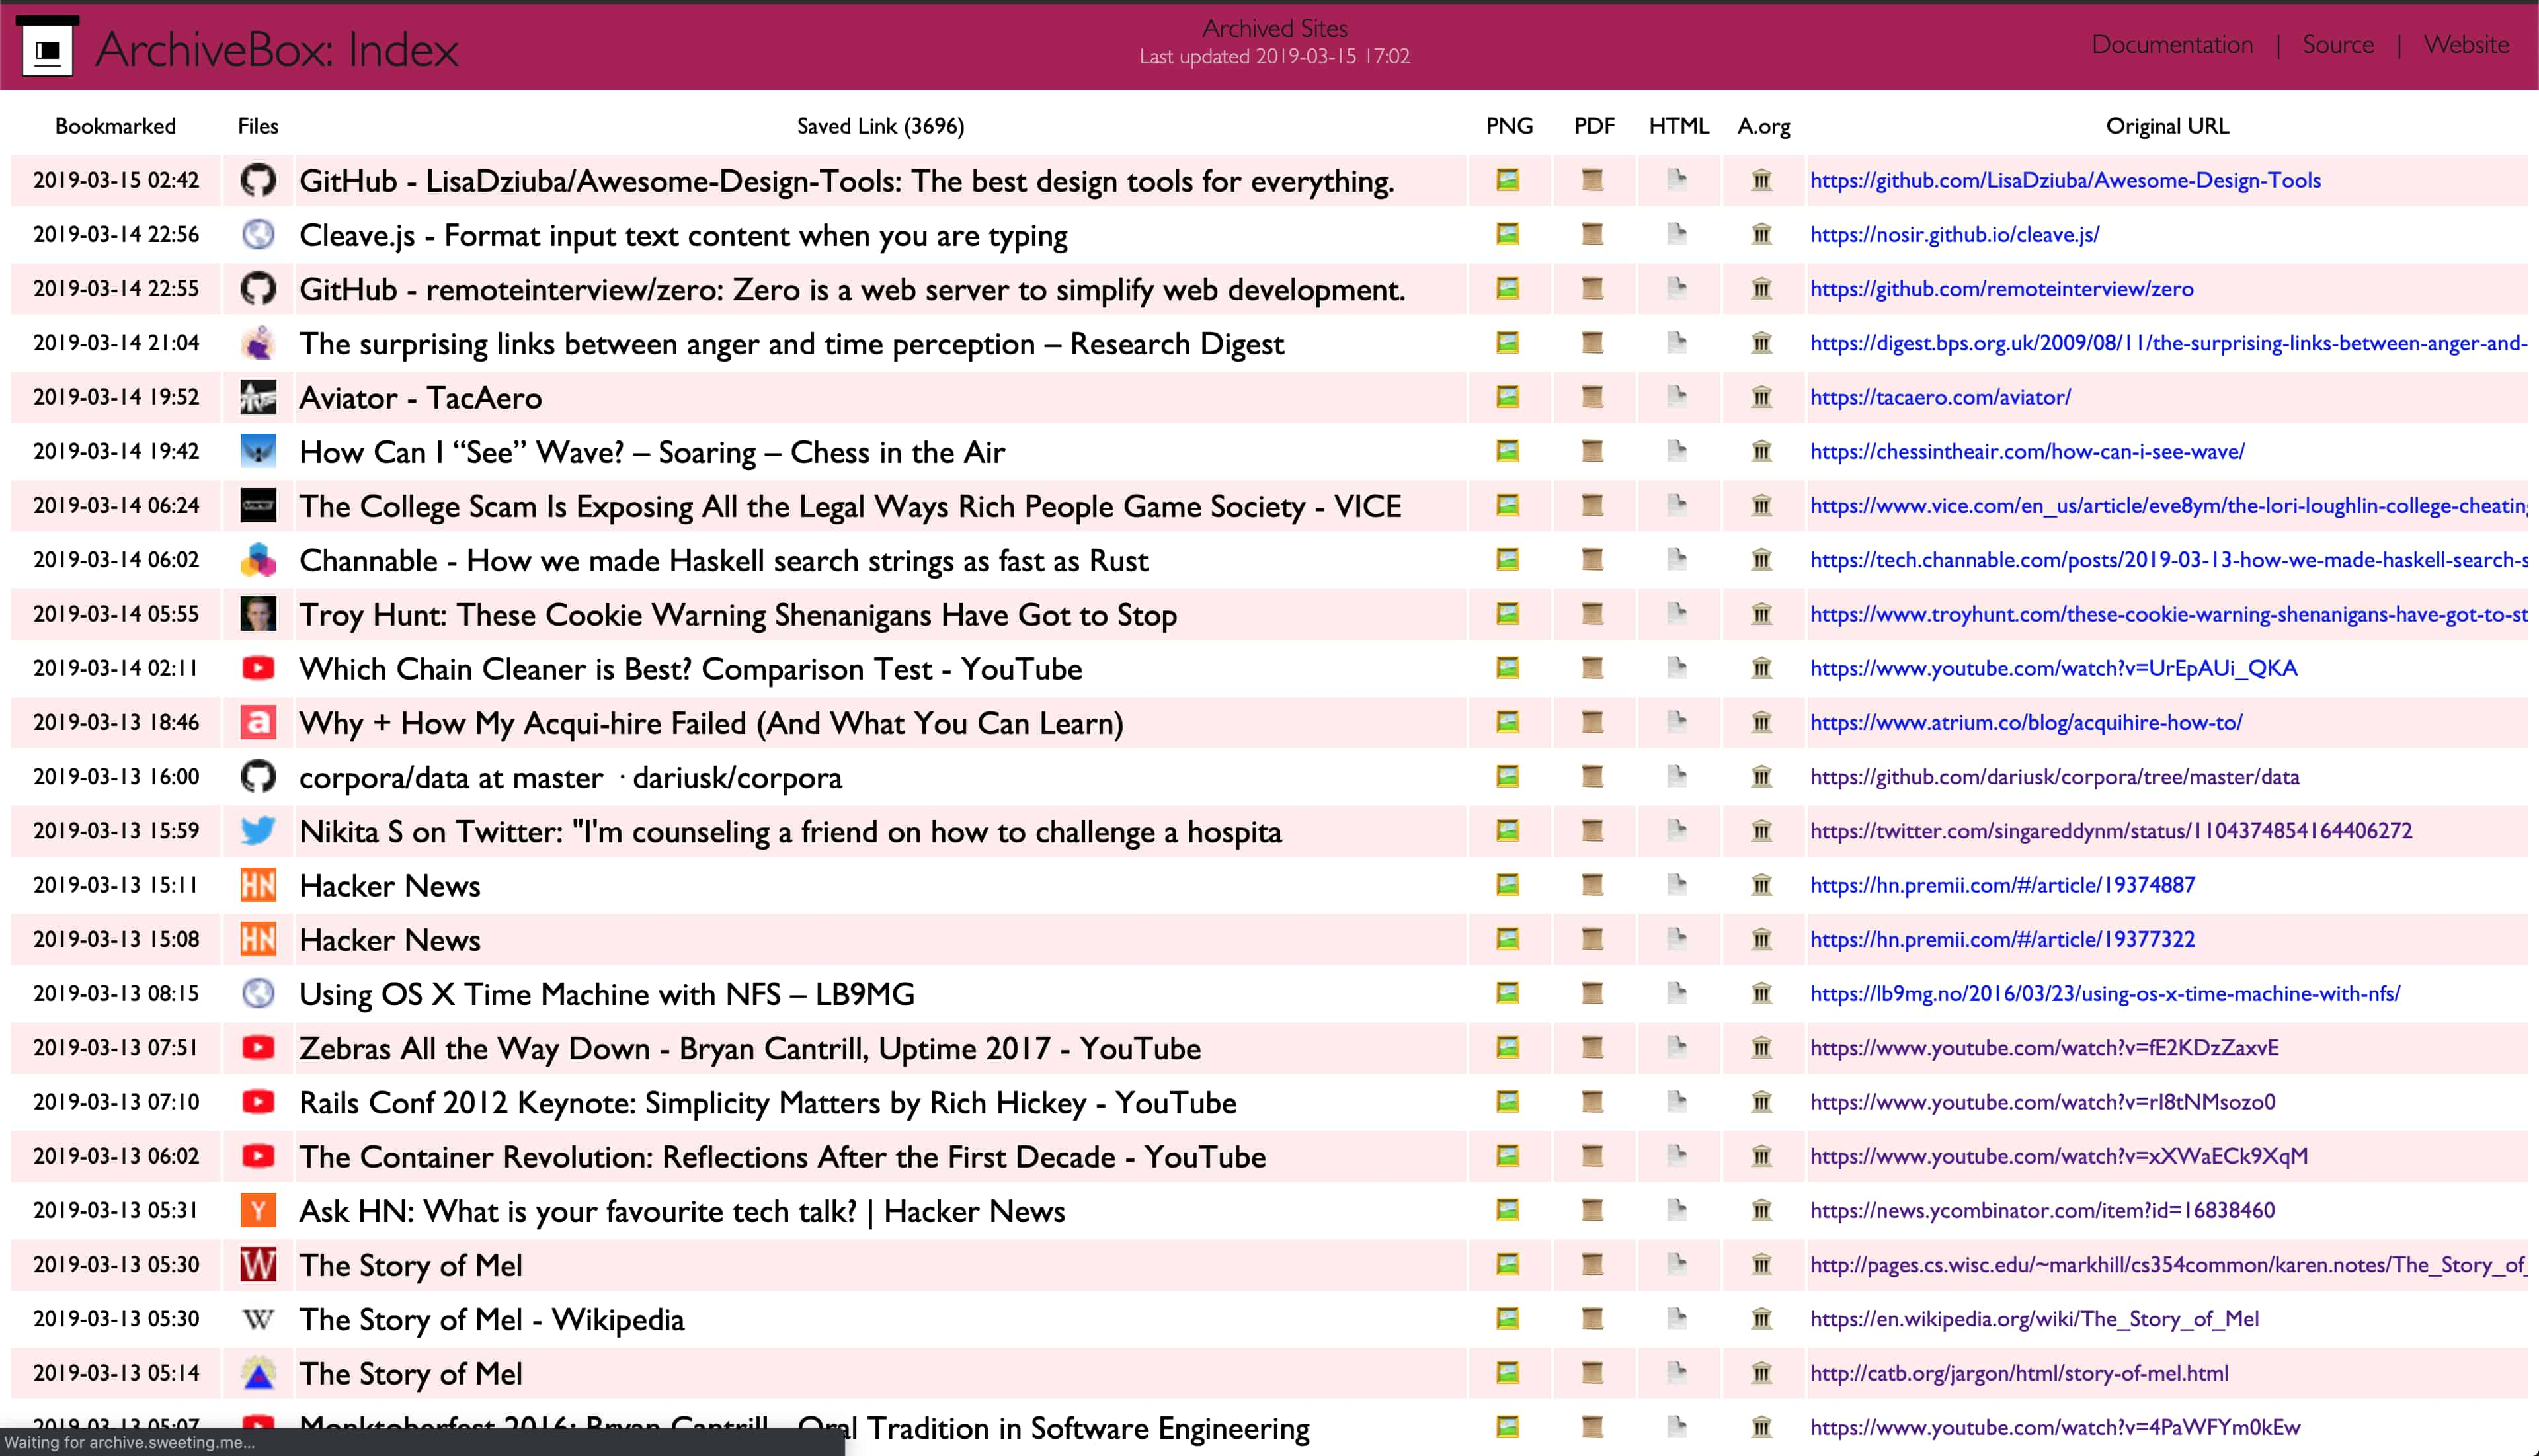 ArchiveBox: Index
Archived Sites
Last updated 2019-03-15 17:02
Documentation | Source | Website
Bookmarked Files Saved Link (3696) PNG PDF HTML A.org Original URL
2019-03-15 02:42 GitHub - LisaDziuba/Awesome-Design-Tools: The best design tools for everything. https://github.com/LisaDziuba/Awesome-Design-Tools
2019-03-14 22:56 Cleave.js - Format input text content when you are typing https://nosir.github.io/cleave.js/
2019-03-14 22:55 GitHub - remoteinterview/zero: Zero is a web server to simplify web development. https://github.com/remoteinterview/zero
2019-03-14 21:04 The surprising links between anger and time perception – Research Digest https://digest.bps.org.uk/2009/08/11/the-surprising-links-between-anger-and-
2019-03-14 19:52 Aviator - TacAero https://tacaero.com/aviator/
2019-03-14 19:42 How Can I “See” Wave? – Soaring – Chess in the Air https://chessintheair.com/how-can-i-see-wave/
2019-03-14 06:24 The College Scam Is Exposing All the Legal Ways Rich People Game Society - VICE https://www.vice.com/en_us/article/eve8ym/the-lori-loughlin-college-cheating
2019-03-14 06:02 Channable - How we made Haskell search strings as fast as Rust https://tech.channable.com/posts/2019-03-13-how-we-made-haskell-search-s
2019-03-14 05:55 Troy Hunt: These Cookie Warning Shenanigans Have Got to Stop https://www.troyhunt.com/these-cookie-warning-shenanigans-have-got-to-st
2019-03-14 02:11 Which Chain Cleaner is Best? Comparison Test - YouTube https://www.youtube.com/watch?v=UrEpAUi_QKA
2019-03-13 18:46 a Why + How My Acqui-hire Failed (And What You Can Learn) https://www.atrium.co/blog/acquihire-how-to/
2019-03-13 16:00 corpora/data at master · dariusk/corpora https://github.com/dariusk/corpora/tree/master/data
2019-03-13 15:59 Nikita S on Twitter: "I'm counseling a friend on how to challenge a hospita https://twitter.com/singareddynm/status/1104374854164406272
2019-03-13 15:11 HN Hacker News https://hn.premii.com/#/article/19374887
2019-03-13 15:08 HN Hacker News https://hn.premii.com/#/article/19377322
2019-03-13 08:15 Using OS X Time Machine with NFS – LB9MG https://lb9mg.no/2016/03/23/using-os-x-time-machine-with-nfs/
2019-03-13 07:51 Zebras All the Way Down - Bryan Cantrill, Uptime 2017 - YouTube https://www.youtube.com/watch?v=fE2KDzZaxvE
2019-03-13 07:10 Rails Conf 2012 Keynote: Simplicity Matters by Rich Hickey - YouTube https://www.youtube.com/watch?v=rI8tNMsozo0
2019-03-13 06:02 The Container Revolution: Reflections After the First Decade - YouTube https://www.youtube.com/watch?v=xXWaECk9XqM
2019-03-13 05:31 Y Ask HN: What is your favourite tech talk? | Hacker News https://news.ycombinator.com/item?id=16838460
2019-03-13 05:30 W The Story of Mel http://pages.cs.wisc.edu/~markhill/cs354common/karen.notes/The_Story_of_
2019-03-13 05:30 W The Story of Mel - Wikipedia https://en.wikipedia.org/wiki/The_Story_of_Mel
2019-03-13 05:14 The Story of Mel http://catb.org/jargon/html/story-of-mel.html
2019-03-13 05:07 Monktoberfest 2016: Bryan Cantrill - Oral Tradition in Software Engineering https://www.youtube.com/watch?v=4PaWFYm0kEw
Waiting for archive.sweeting.me...